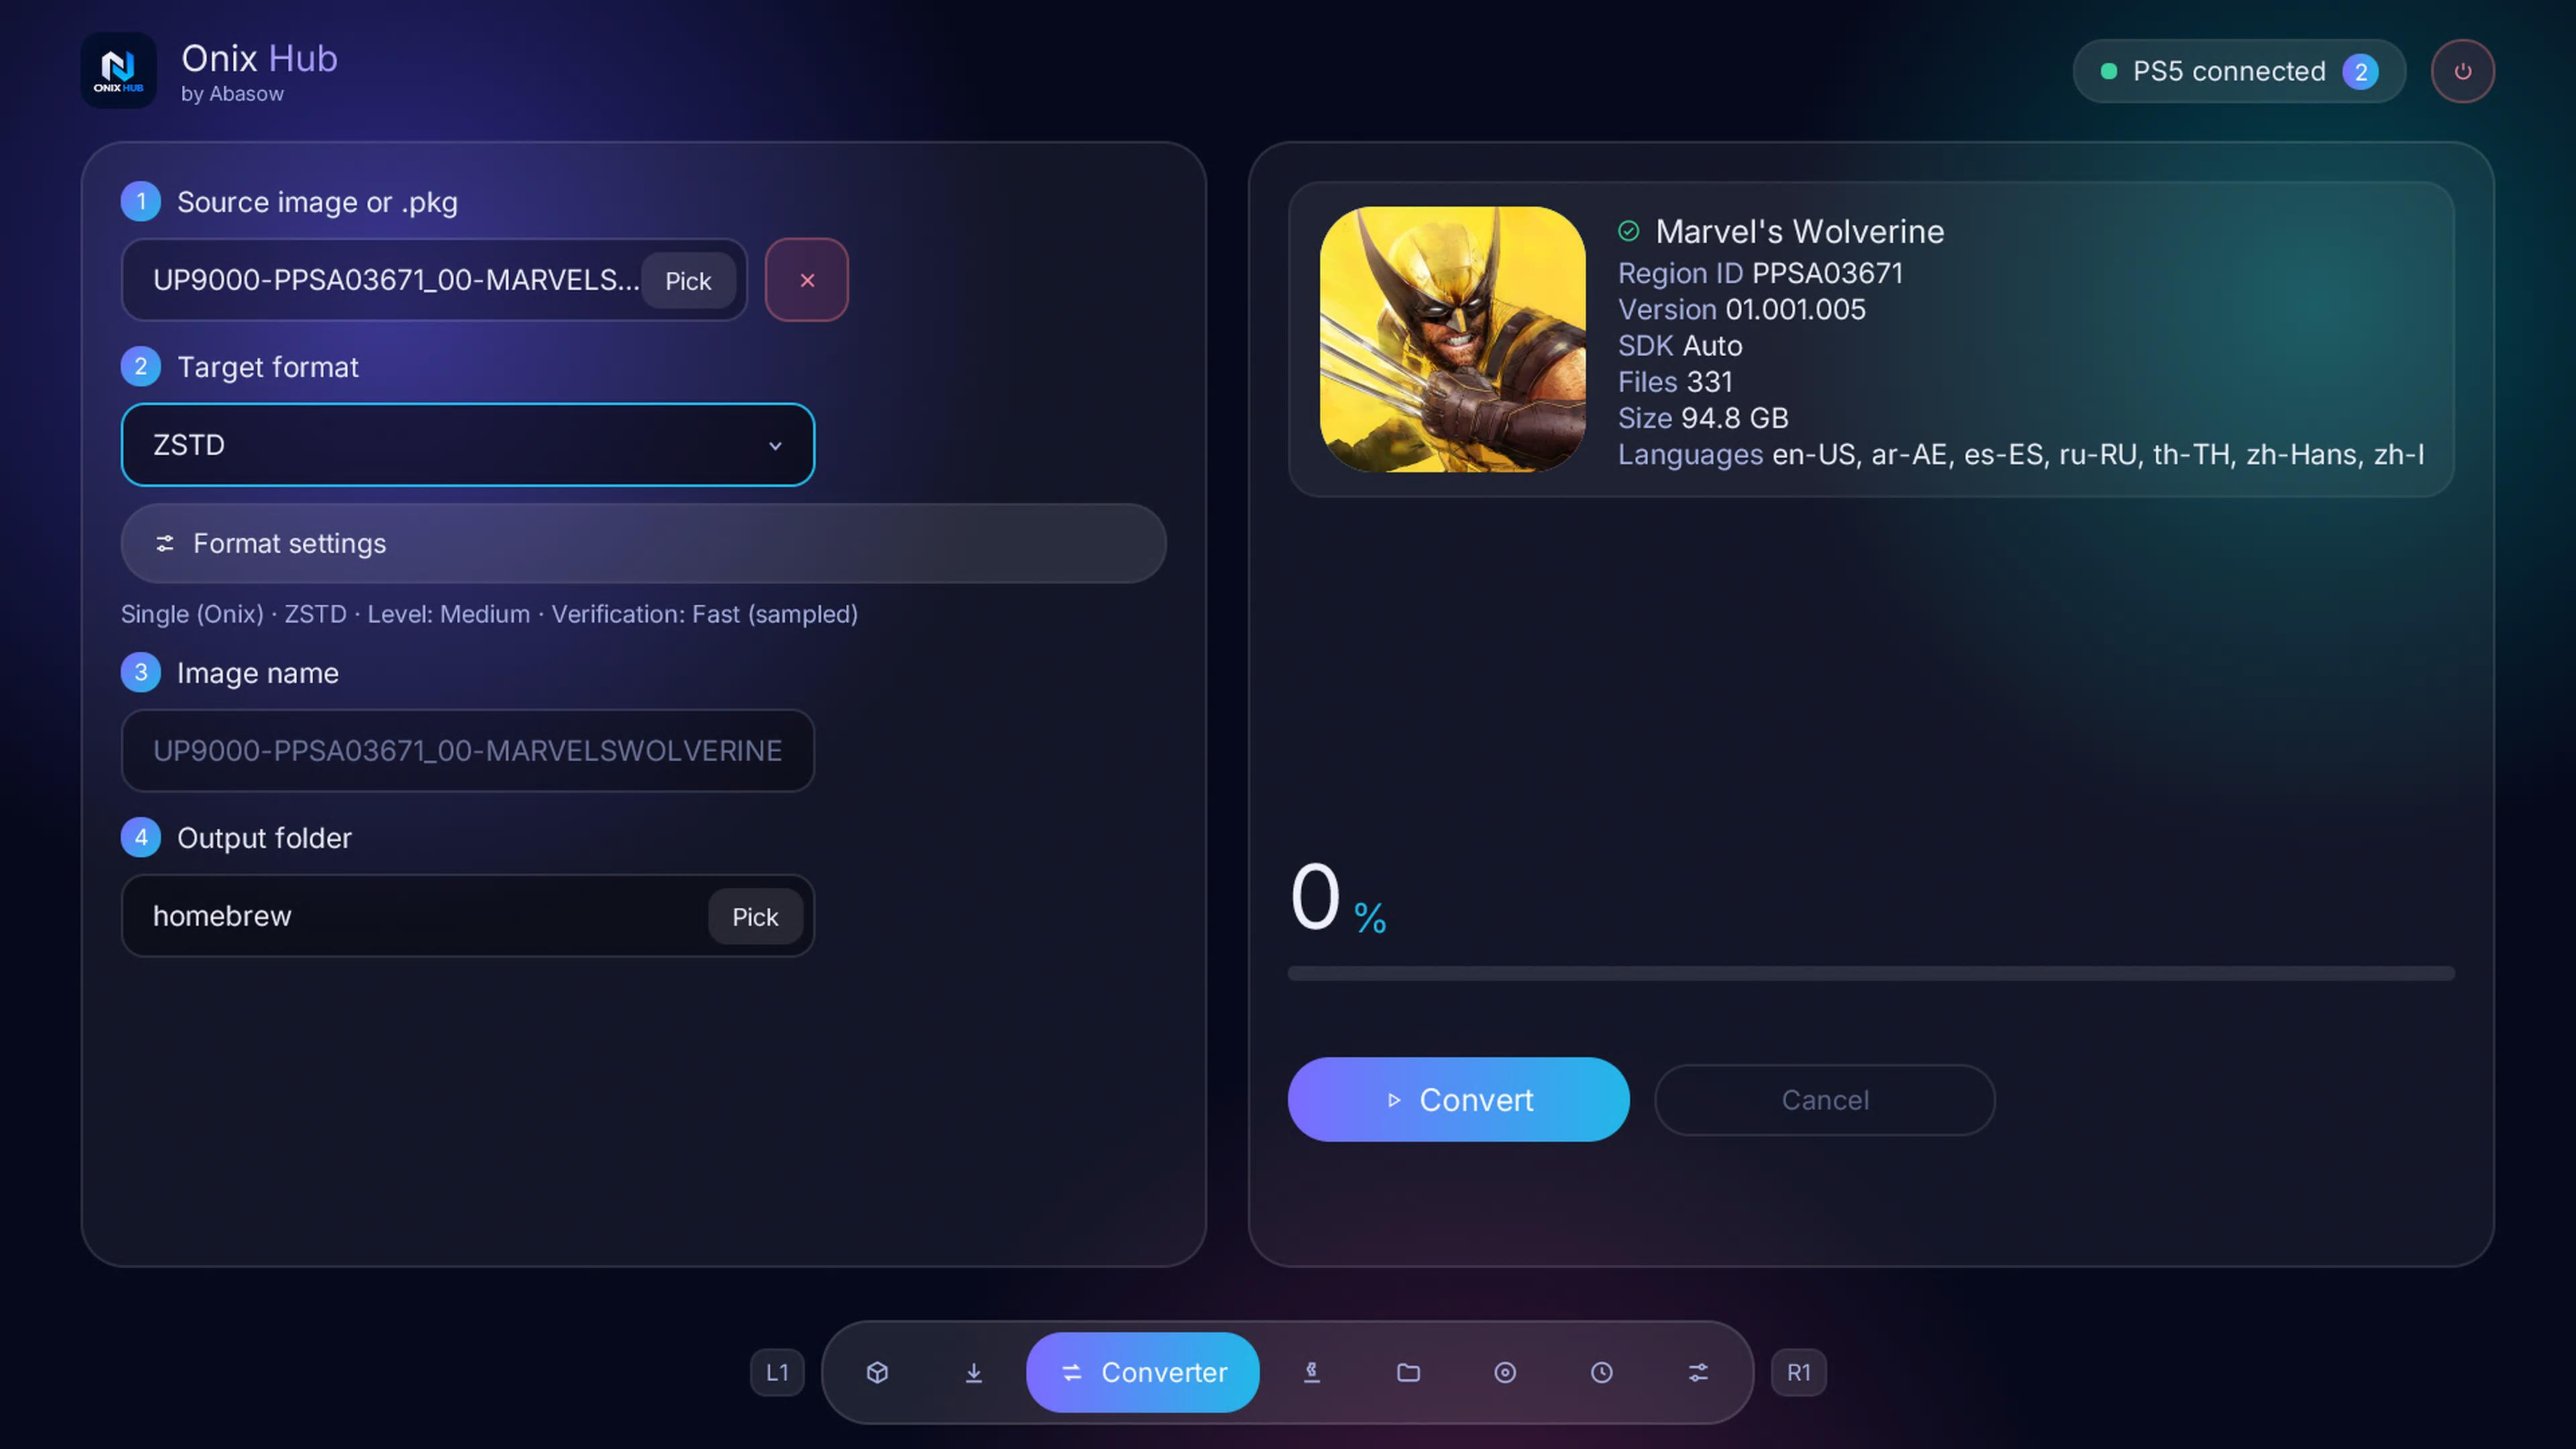 ONIX HUB
Onix Hub
by Abasow
PS5 connected 2
1 Source image or .pkg
UP9000-PPSA03671_00-MARVELS... Pick
2 Target format
ZSTD
Format settings
Single (Onix) · ZSTD · Level: Medium · Verification: Fast (sampled)
3 Image name
UP9000-PPSA03671_00-MARVELSWOLVERINE
4 Output folder
homebrew Pick
Marvel's Wolverine
Region ID PPSA03671
Version 01.001.005
SDK Auto
Files 331
Size 94.8 GB
Languages en-US, ar-AE, es-ES, ru-RU, th-TH, zh-Hans, zh-
0 %
Convert
Cancel
L1 Converter R1